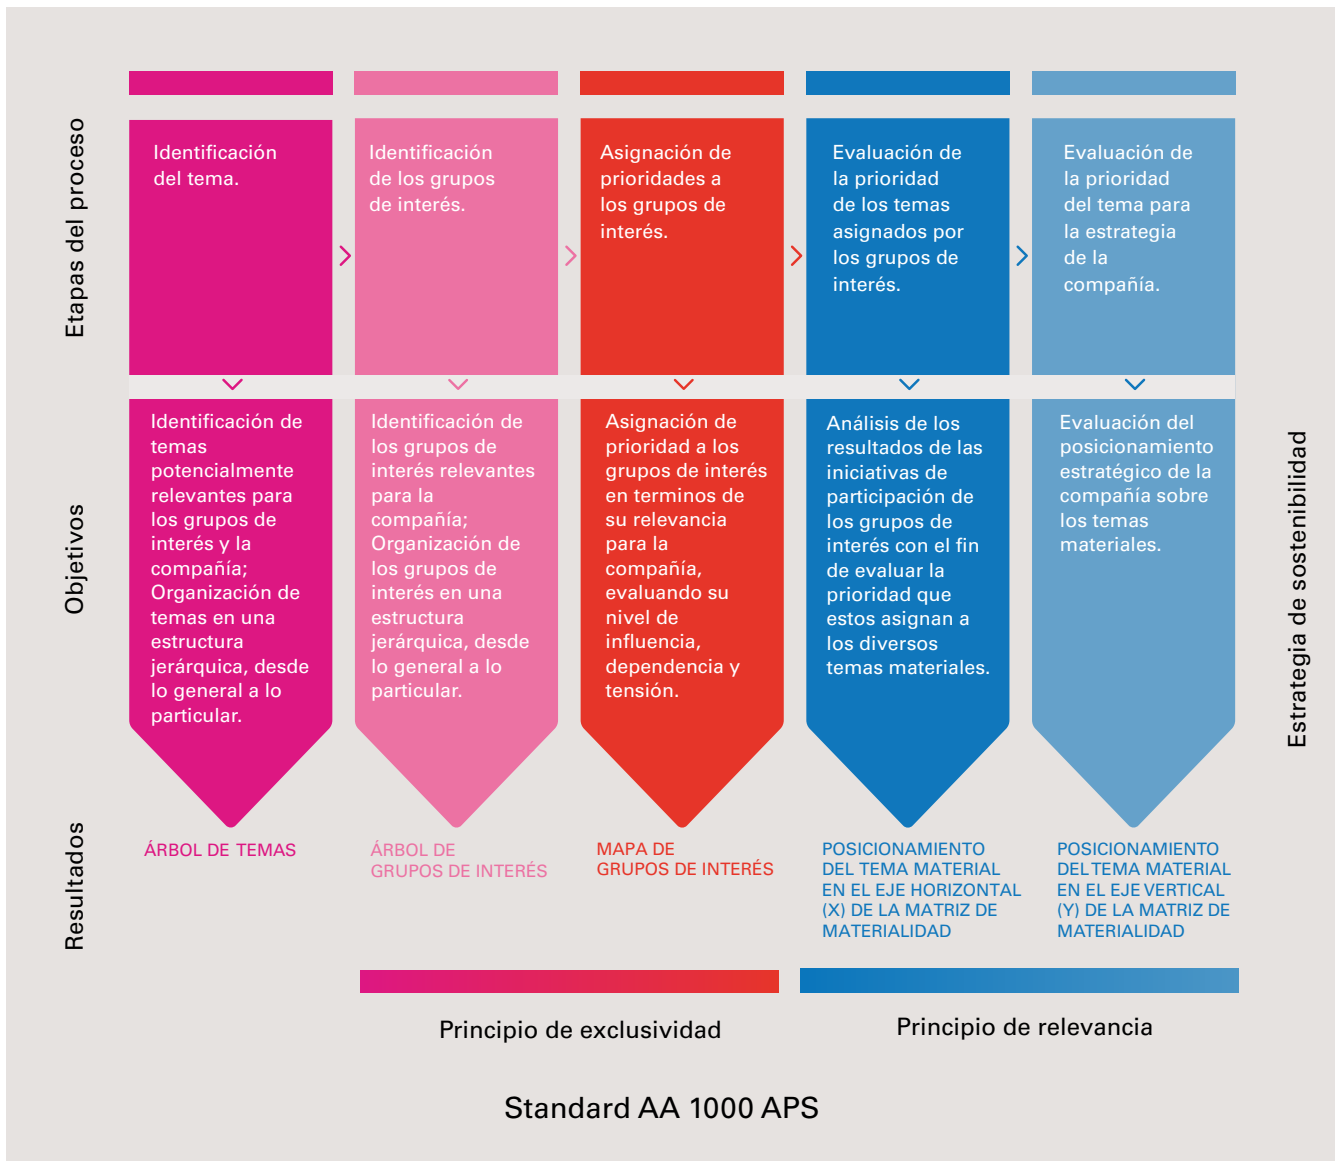 Etapas del proceso
Identificación
del tema.
Identificación
de los grupos
de interés.
Asignación de
prioridades a
los grupos de
interés.
Evaluación de
la prioridad
de los temas
asignados por
los grupos de
interés.
Evaluación de
la prioridad
del tema para
la estrategia
de la
compañía.
Objetivos
Identificación de
temas
potencialmente
relevantes para
los grupos de
interés y la
compañía;
Organización de
temas en una
estructura
jerárquica, desde
lo general a lo
particular.
Identificación de
los grupos de
interés relevantes
para la
compañía;
Organización de
los grupos de
interés en una
estructura
jerárquica, desde
lo general a lo
particular.
Asignación de
prioridad a los
grupos de interés
en terminos de
su relevancia
para la
compañía,
evaluando su
nivel de
influencia,
dependencia y
tensión.
Análisis de los
resultados de las
iniciativas de
participación de
los grupos de
interés con el fin
de evaluar la
prioridad que
estos asignan a
los diversos
temas materiales.
Evaluación del
posicionamiento
estratégico de la
compañía sobre
los temas
materiales.
Estrategia de sostenibilidad
Resultados
ÁRBOL DE TEMAS
ÁRBOL DE
GRUPOS DE INTERÉS
MAPA DE
GRUPOS DE INTERÉS
POSICIONAMIENTO
DEL TEMA MATERIAL
EN EL EJE HORIZONTAL
(X) DE LA MATRIZ DE
MATERIALIDAD
POSICIONAMIENTO
DEL TEMA MATERIAL
EN EL EJE VERTICAL
(Y) DE LA MATRIZ DE
MATERIALIDAD
Principio de exclusividad
Principio de relevancia
Standard AA 1000 APS